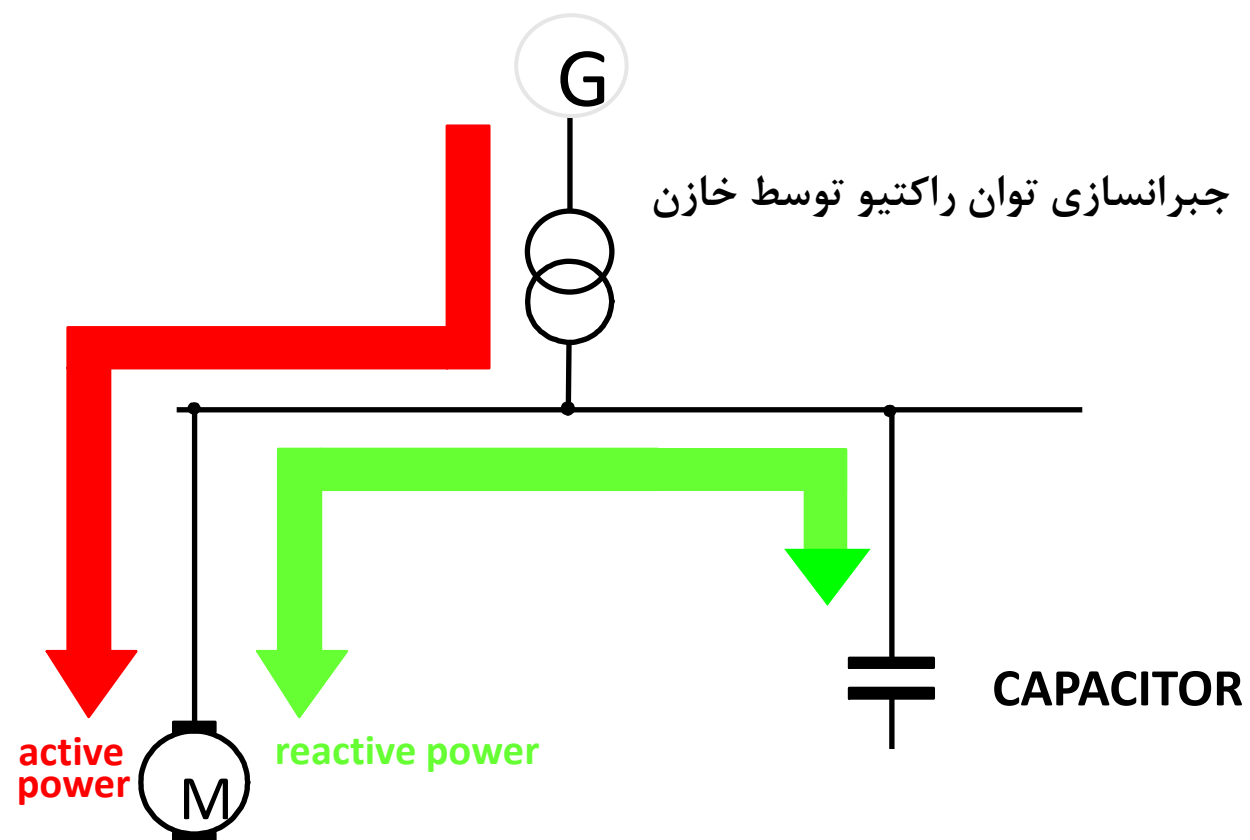 G
جبرانسازی توان راکتیو توسط خازن
CAPACITOR
active
power
reactive power
M